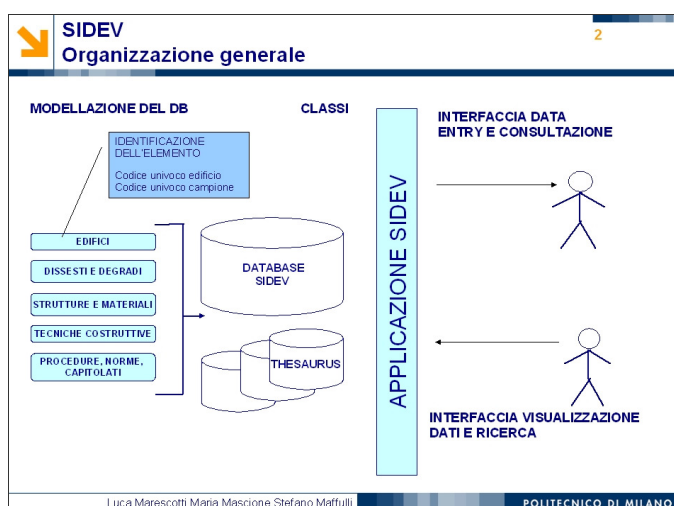 SIDEV
Organizzazione generale
2
MODELLAZIONE DEL DB
CLASSI
IDENTIFICAZIONE
DELL'ELEMENTO
Codice univoco edificio
Codice univoco campione
EDIFICI
DISSESTI E DEGRADI
STRUTTURE E MATERIALI
TECNICHE COSTRUTTIVE
PROCEDURE, NORME,
CAPITOLATI
DATABASE
SIDEV
THESAURUS
APPLICAZIONE SIDEV
INTERFACCIA DATA
ENTRY E CONSULTAZIONE
INTERFACCIA VISUALIZZAZIONE
DATI E RICERCA
Luca Marescotti Maria Mascione Stefano Maffulli
POLITECNICO DI MILANO